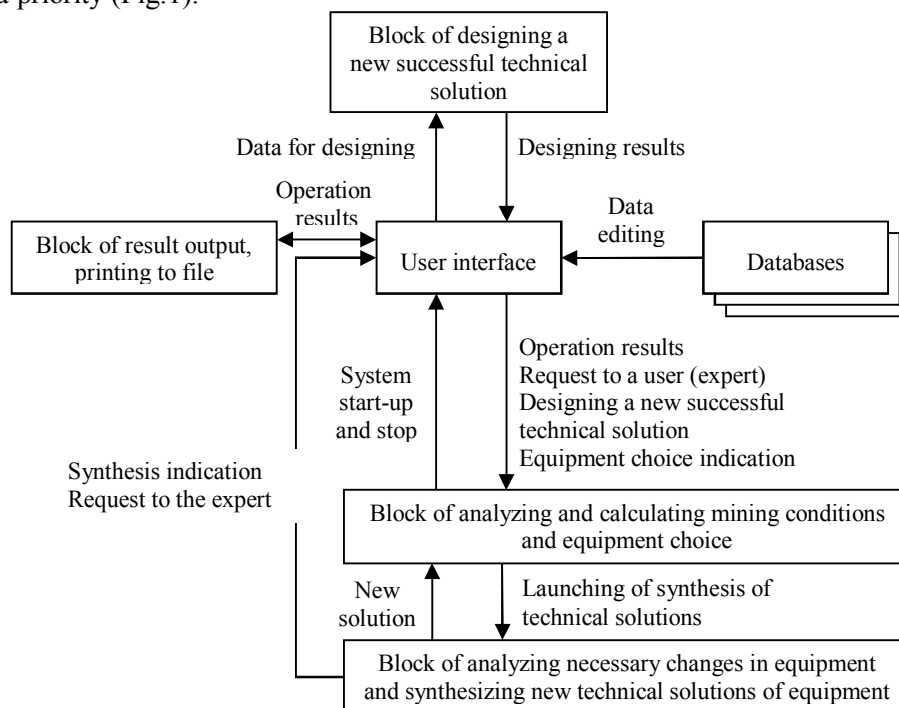 a priority (Fig.1).
Block of designing a
new successful technical
solution
Data for designing
Designing results
Operation
results
Data
editing
Block of result output,
printing to file
User interface
Databases
System
start-up
and stop
Operation results
Request to a user (expert)
Designing a new successful
technical solution
Equipment choice indication
Synthesis indication
Request to the expert
Block of analyzing and calculating mining conditions
and equipment choice
New
solution
Launching of synthesis of
technical solutions
Block of analyzing necessary changes in equipment
and synthesizing new technical solutions of equipment